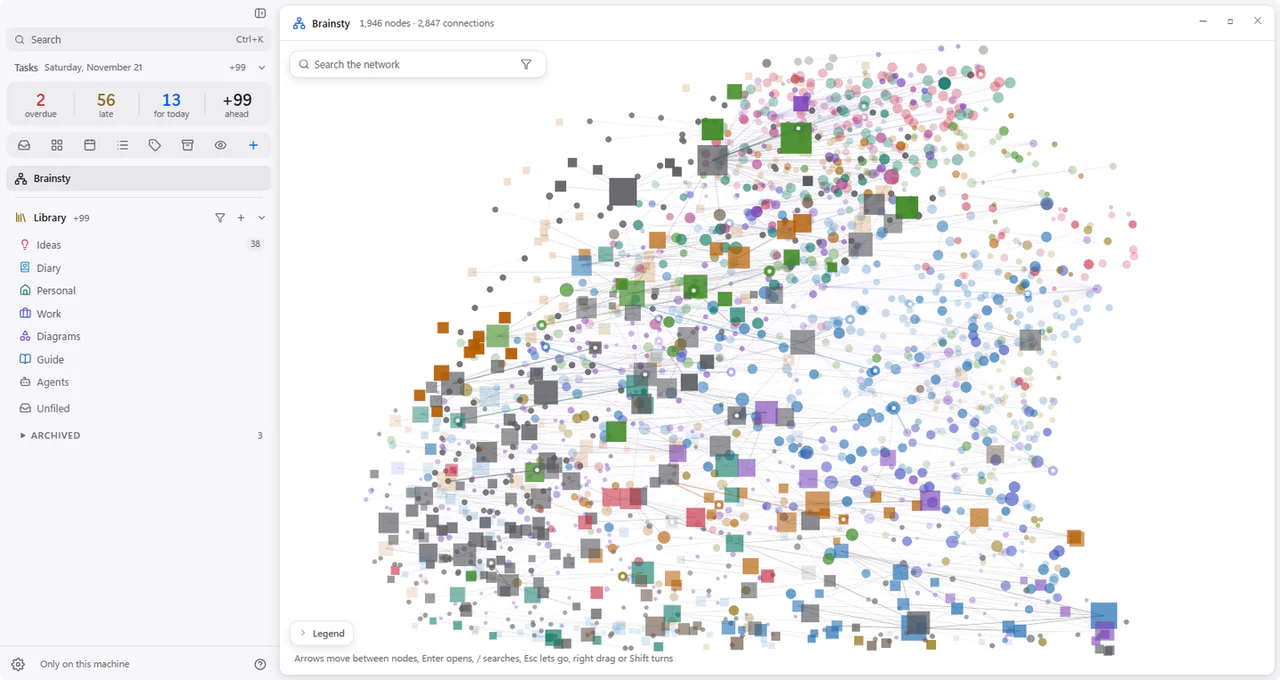 Search Ctrl+K
Tasks Saturday, November 21 +99
2 56 13 +99
overdue late for today ahead
Brainsty
Library +99
Ideas 38
Diary
Personal
Work
Diagrams
Guide
Agents
Unfiled
ARCHIVED 3
Only on this machine
Brainsty 1,946 nodes · 2,847 connections
Search the network
Legend
Arrows move between nodes, Enter opens, / searches, Esc lets go, right drag or Shift turns